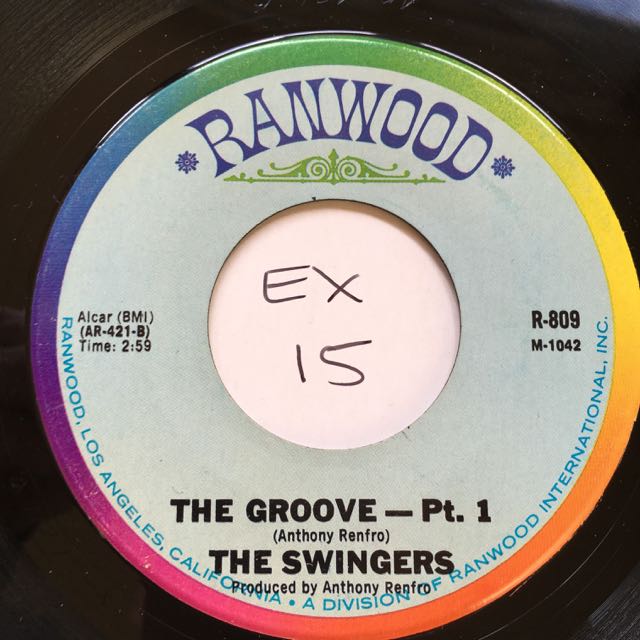 RANWOOD
EX
15
Alcar (BMI)
(AR-421-B)
Time: 2:59
R-809
M-1042
THE GROOVE — Pt. 1
(Anthony Renfro)
THE SWINGERS
Produced by Anthony Renfro
RANWOOD, LOS ANGELES, CALIFORNIA • A DIVISION OF RANWOOD INTERNATIONAL, INC.